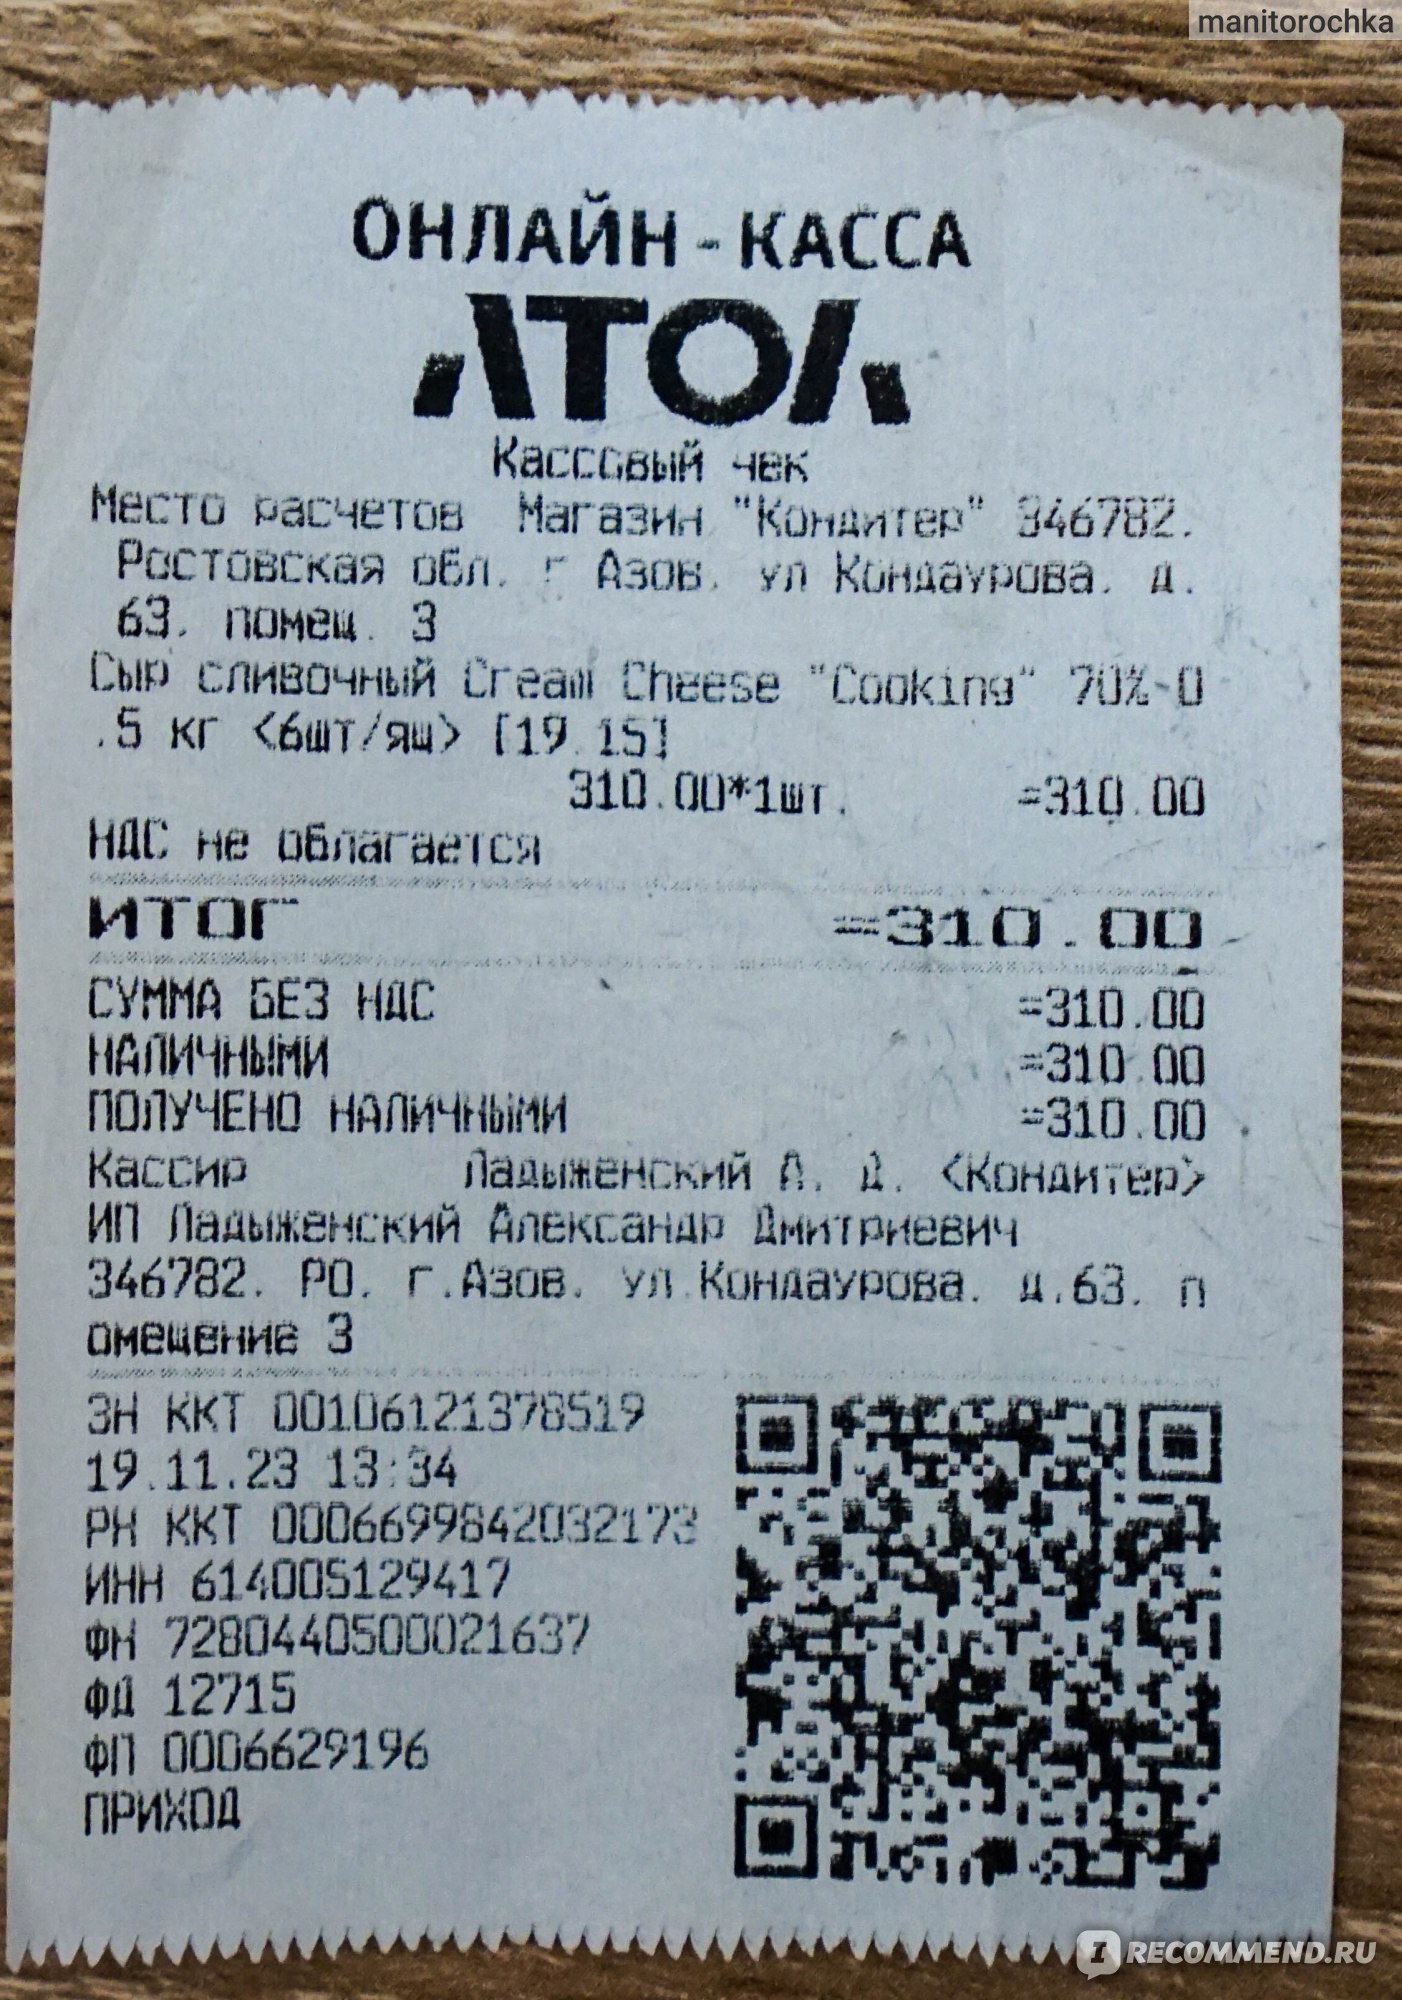 manitorochka
ОНЛАЙН-КАССА
АТОЛ
Кассовый чек
Место расчетов Магазин "Кондитер" 346782,
Ростовская обл, г Азов, ул Кондаурова, д.
63, помещ. 3
Сыр сливочный Cream Cheese "Cooking" 70%-0
.5 кг <6шт/ящ> [19.15]
310.00*1шт. =310.00
НДС не облагается
ИТОГ =310.00
СУММА БЕЗ НДС =310.00
НАЛИЧНЫМИ =310.00
ПОЛУЧЕНО НАЛИЧНЫМИ =310.00
Кассир Ладыженский А. Д. <Кондитер>
ИП Ладыженский Александр Дмитриевич
346782, РО, г.Азов, ул.Кондаурова, д.63, п
омещение 3
ЗН ККТ 00106121378519
19.11.23 13:34
РН ККТ 0006699842032173
ИНН 614005129417
ФН 7280440500021637
ФД 12715
ФП 0006629196
ПРИХОД
IRECOMMEND.RU